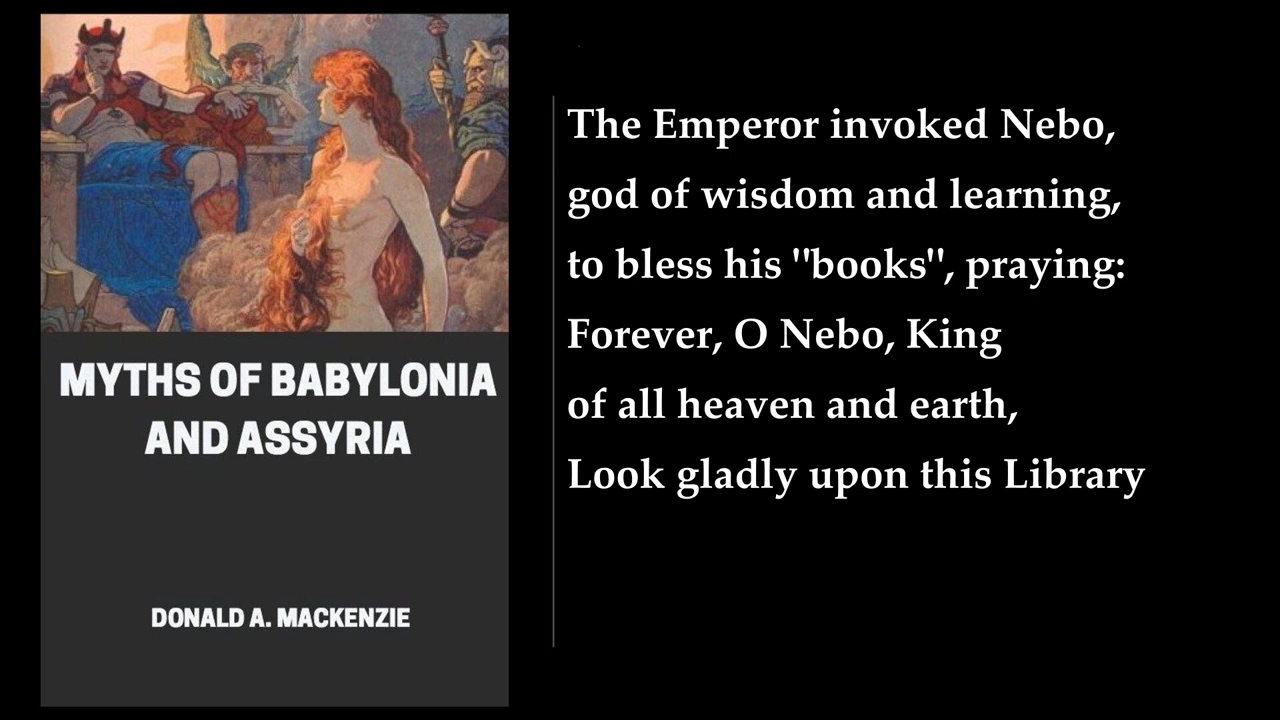 MYTHS OF BABYLONIA
AND ASSYRIA
DONALD A. MACKENZIE
The Emperor invoked Nebo,
god of wisdom and learning,
to bless his "books", praying:
Forever, O Nebo, King
of all heaven and earth,
Look gladly upon this Library